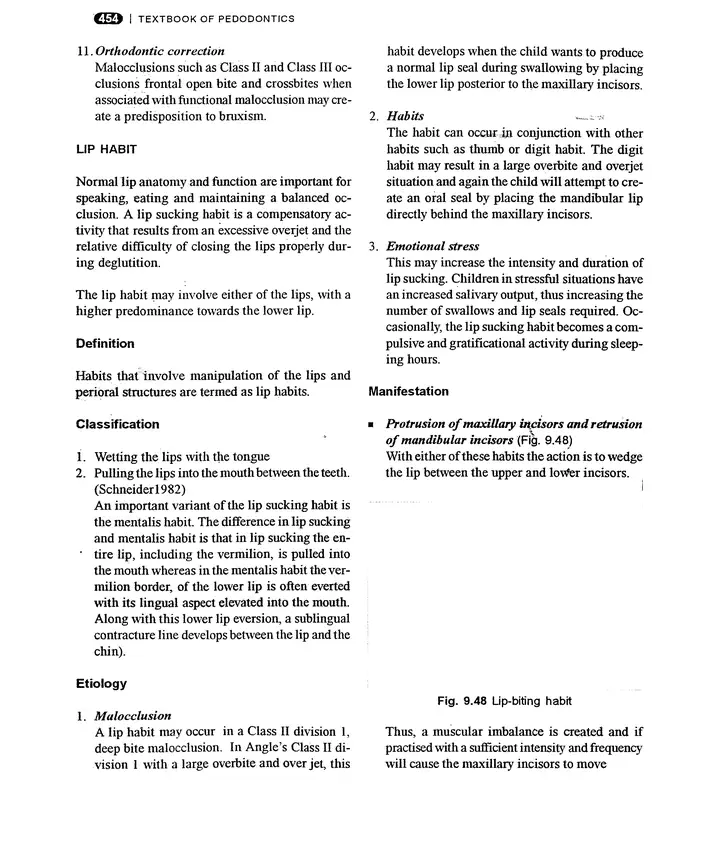 454 | TEXTBOOK OF PEDODONTICS
11. Orthodontic correction
Malocclusions such as Class II and Class III oc-
clusions frontal open bite and crossbites when
associated with functional malocclusion may cre-
ate a predisposition to bruxism.
LIP HABIT
Normal lip anatomy and function are important for
speaking, eating and maintaining a balanced oc-
clusion. A lip sucking habit is a compensatory ac-
tivity that results from an excessive overjet and the
relative difficulty of closing the lips properly dur-
ing deglutition.
The lip habit may involve either of the lips, with a
higher predominance towards the lower lip.
Definition
Habits that involve manipulation of the lips and
perioral structures are termed as lip habits.
Classification
1. Wetting the lips with the tongue
2. Pulling the lips into the mouth between the teeth.
(Schneider1982)
An important variant of the lip sucking habit is
the mentalis habit. The difference in lip sucking
and mentalis habit is that in lip sucking the en-
tire lip, including the vermilion, is pulled into
the mouth whereas in the mentalis habit the ver-
milion border, of the lower lip is often everted
with its lingual aspect elevated into the mouth.
Along with this lower lip eversion, a sublingual
contracture line develops between the lip and the
chin).
Etiology
1. Malocclusion
A lip habit may occur in a Class II division 1,
deep bite malocclusion. In Angle's Class II di-
vision 1 with a large overbite and over jet, this
habit develops when the child wants to produce
a normal lip seal during swallowing by placing
the lower lip posterior to the maxillary incisors.
2. Habits
The habit can occur in conjunction with other
habits such as thumb or digit habit. The digit
habit may result in a large overbite and overjet
situation and again the child will attempt to cre-
ate an oral seal by placing the mandibular lip
directly behind the maxillary incisors.
3. Emotional stress
This may increase the intensity and duration of
lip sucking. Children in stressful situations have
an increased salivary output, thus increasing the
number of swallows and lip seals required. Oc-
casionally, the lip sucking habit becomes a com-
pulsive and gratificational activity during sleep-
ing hours.
Manifestation
▪ Protrusion of maxillary incisors and retrusion
of mandibular incisors (Fig. 9.48)
With either of these habits the action is to wedge
the lip between the upper and lower incisors.
Fig. 9.48 Lip-biting habit
Thus, a muscular imbalance is created and if
practised with a sufficient intensity and frequency
will cause the maxillary incisors to move